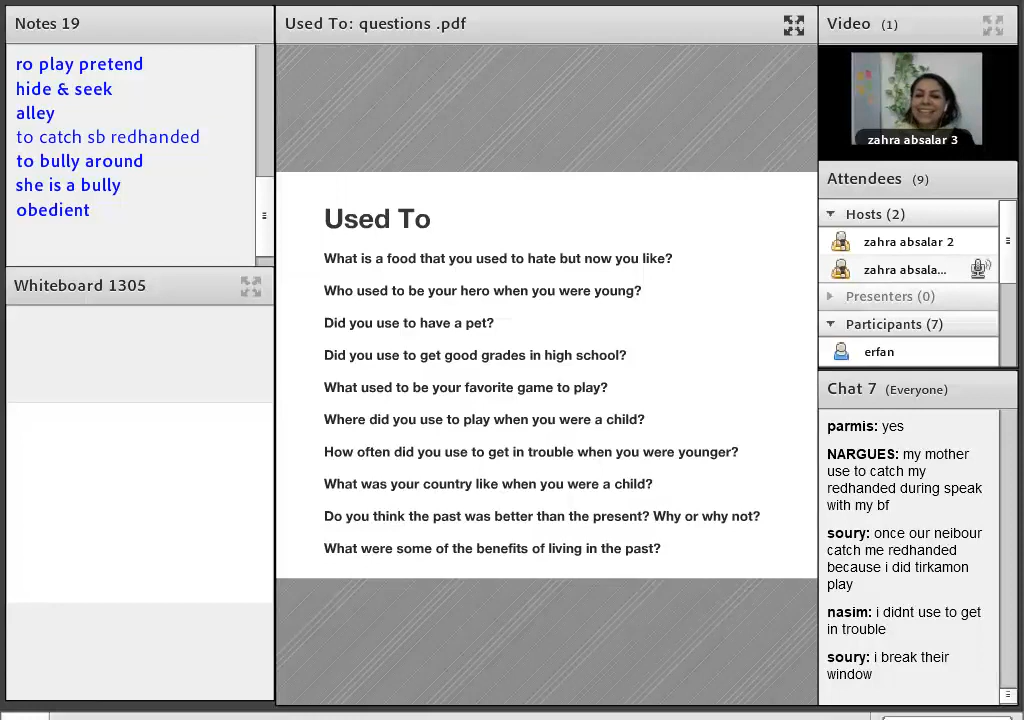 Notes 19
ro play pretend
hide & seek
alley
to catch sb redhanded
to bully around
she is a bully
obedient
Whiteboard 1305
Used To: questions .pdf
Used To
What is a food that you used to hate but now you like?
Who used to be your hero when you were young?
Did you use to have a pet?
Did you use to get good grades in high school?
What used to be your favorite game to play?
Where did you use to play when you were a child?
How often did you use to get in trouble when you were younger?
What was your country like when you were a child?
Do you think the past was better than the present? Why or why not?
What were some of the benefits of living in the past?
Video (1)
zahra absalar 3
Attendees (9)
Hosts (2)
zahra absalar 2
zahra absala...
Presenters (0)
Participants (7)
erfan
Chat 7 (Everyone)
parmis: yes
NARGUES: my mother
use to catch my
redhanded during speak
with my bf
soury: once our neibour
catch me redhanded
because i did tirkamon
play
nasim: i didnt use to get
in trouble
soury: i break their
window